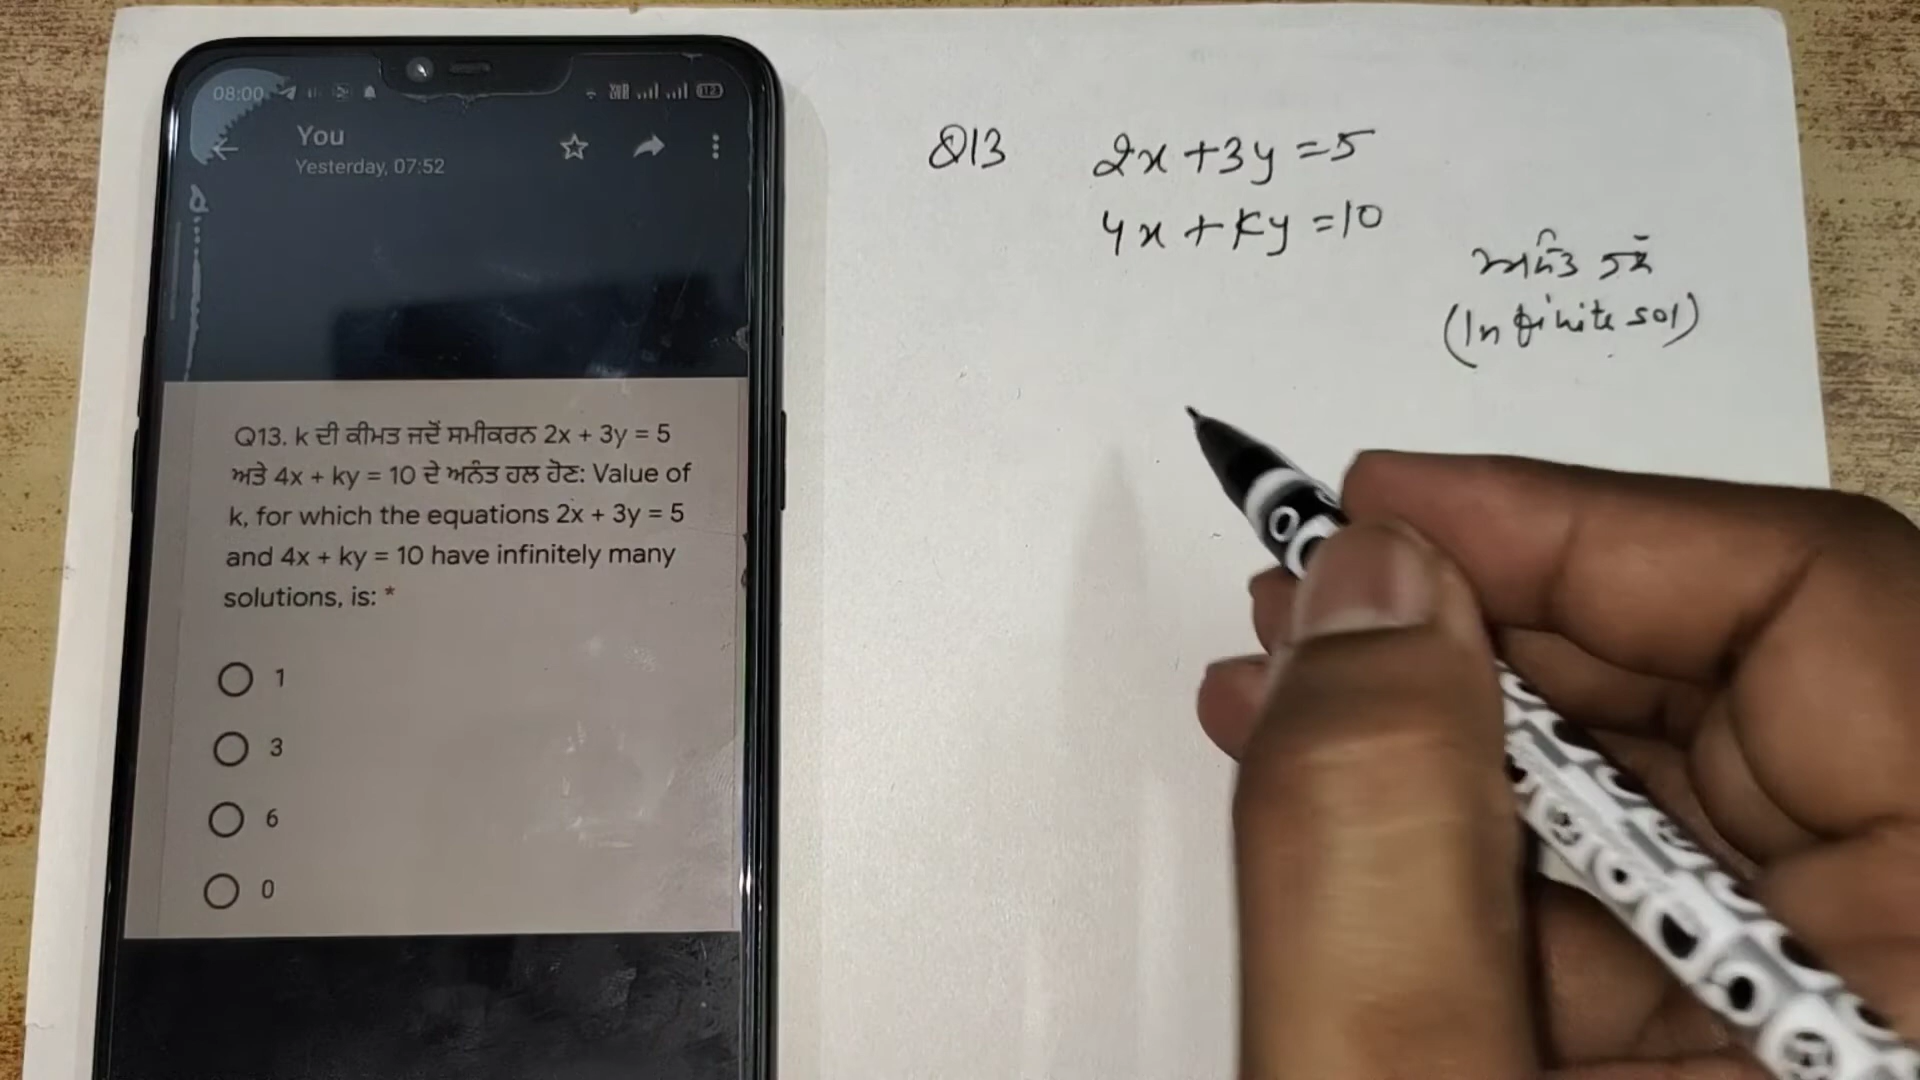 08:00
You
Yesterday, 07:52
Q13. k ਦੀ ਕੀਮਤ ਜਦੋਂ ਸਮੀਕਰਨ 2x + 3y = 5
ਅਤੇ 4x + ky = 10 ਦੇ ਅਨੰਤ ਹਲ ਹੋਣ: Value of
k, for which the equations 2x + 3y = 5
and 4x + ky = 10 have infinitely many
solutions, is: *
1
3
6
0
Q13 2x + 3y = 5
4x + Ky = 10
ਅਨੰਤ ਹੱਲ
(Infinite sol)